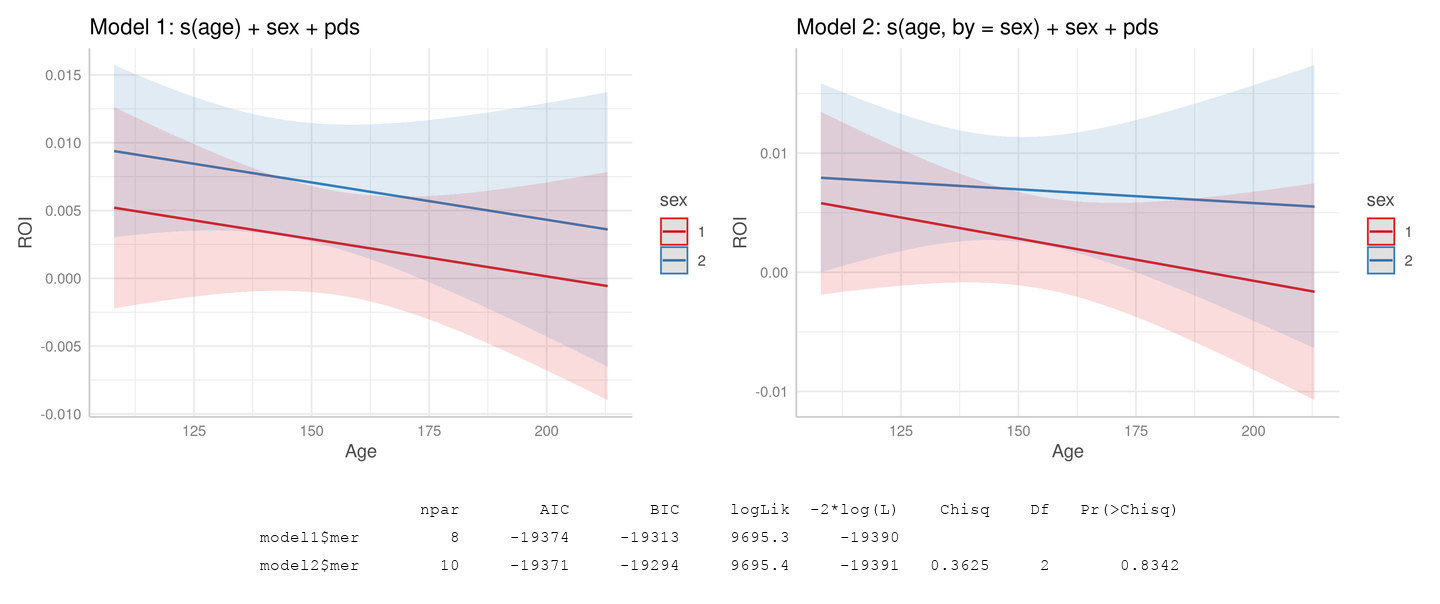 Model 1: s(age) + sex + pds
0.015
0.010
0.005
0.000
-0.005
-0.010
ROI
125 150 175 200
Age
sex
1
2
Model 2: s(age, by = sex) + sex + pds
0.01
0.00
-0.01
ROI
125 150 175 200
Age
sex
1
2
npar AIC BIC logLik -2*log(L) Chisq Df Pr(>Chisq)
model1$mer 8 -19374 -19313 9695.3 -19390
model2$mer 10 -19371 -19294 9695.4 -19391 0.3625 2 0.8342